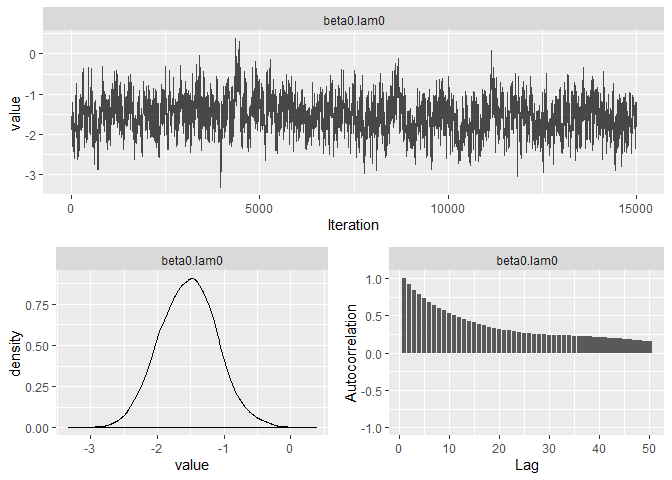 beta0.lam0
value
0
-1
-2
-3
0 5000 10000 15000
Iteration
beta0.lam0
density
0.75
0.50
0.25
0.00
-3 -2 -1 0
value
beta0.lam0
Autocorrelation
1.0
0.5
0.0
-0.5
-1.0
0 10 20 30 40 50
Lag